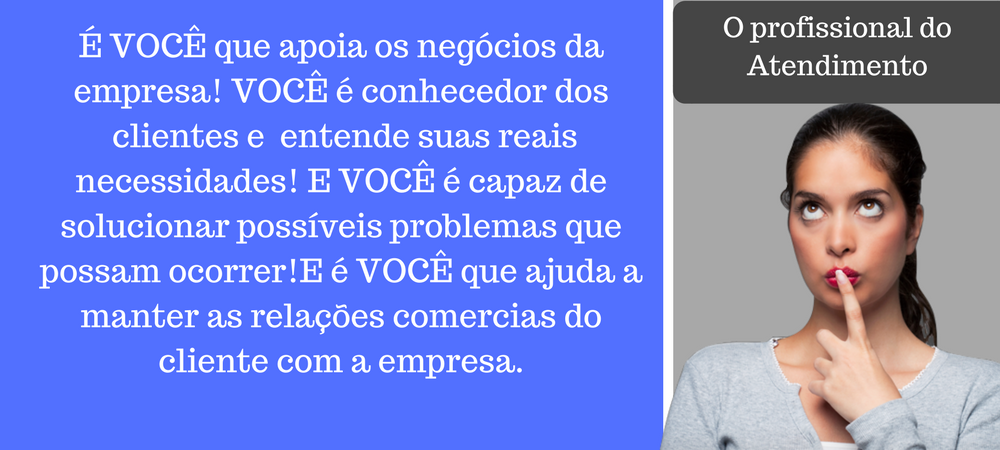 É VOCÊ que apoia os negócios da
empresa! VOCÊ é conhecedor dos
clientes e  entende suas reais
necessidades! E VOCÊ é capaz de
solucionar possíveis problemas que
possam ocorrer!E é VOCÊ que ajuda a
manter as relações comercias do
cliente com a empresa.
O profissional do
Atendimento